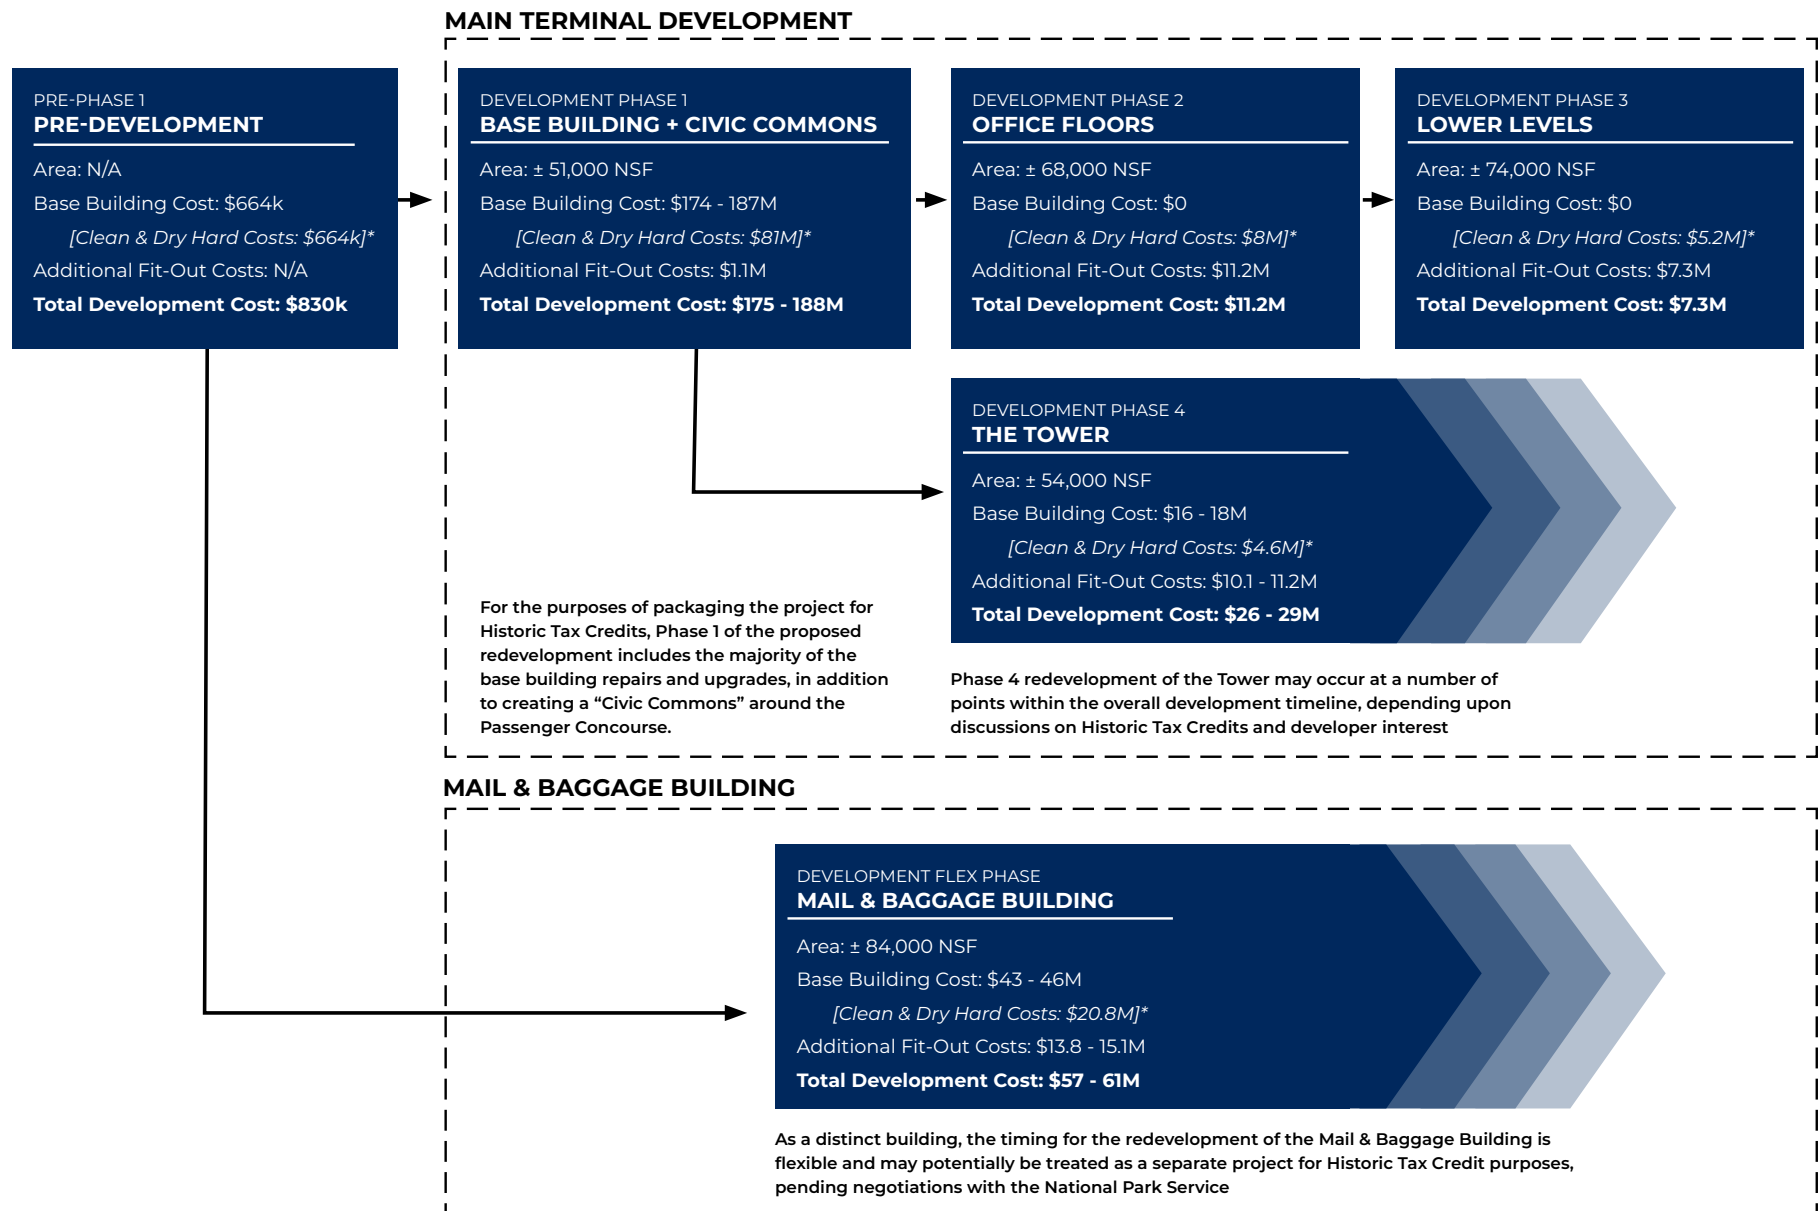 MAIN TERMINAL DEVELOPMENT
PRE-PHASE 1
PRE-DEVELOPMENT
Area: N/A
Base Building Cost: $664k
[Clean & Dry Hard Costs: $664k]*
Additional Fit-Out Costs: N/A
Total Development Cost: $830k
DEVELOPMENT PHASE 1
BASE BUILDING + CIVIC COMMONS
Area: ± 51,000 NSF
Base Building Cost: $174 - 187M
[Clean & Dry Hard Costs: $81M]*
Additional Fit-Out Costs: $1.1M
Total Development Cost: $175 - 188M
DEVELOPMENT PHASE 2
OFFICE FLOORS
Area: ± 68,000 NSF
Base Building Cost: $0
[Clean & Dry Hard Costs: $8M]*
Additional Fit-Out Costs: $11.2M
Total Development Cost: $11.2M
DEVELOPMENT PHASE 3
LOWER LEVELS
Area: ± 74,000 NSF
Base Building Cost: $0
[Clean & Dry Hard Costs: $5.2M]*
Additional Fit-Out Costs: $7.3M
Total Development Cost: $7.3M
DEVELOPMENT PHASE 4
THE TOWER
Area: ± 54,000 NSF
Base Building Cost: $16 - 18M
[Clean & Dry Hard Costs: $4.6M]*
Additional Fit-Out Costs: $10.1 - 11.2M
Total Development Cost: $26 - 29M
For the purposes of packaging the project for
Historic Tax Credits, Phase 1 of the proposed
redevelopment includes the majority of the
base building repairs and upgrades, in addition
to creating a “Civic Commons” around the
Passenger Concourse.
Phase 4 redevelopment of the Tower may occur at a number of
points within the overall development timeline, depending upon
discussions on Historic Tax Credits and developer interest
MAIL & BAGGAGE BUILDING
DEVELOPMENT FLEX PHASE
MAIL & BAGGAGE BUILDING
Area: ± 84,000 NSF
Base Building Cost: $43 - 46M
[Clean & Dry Hard Costs: $20.8M]*
Additional Fit-Out Costs: $13.8 - 15.1M
Total Development Cost: $57 - 61M
As a distinct building, the timing for the redevelopment of the Mail & Baggage Building is
flexible and may potentially be treated as a separate project for Historic Tax Credit purposes,
pending negotiations with the National Park Service